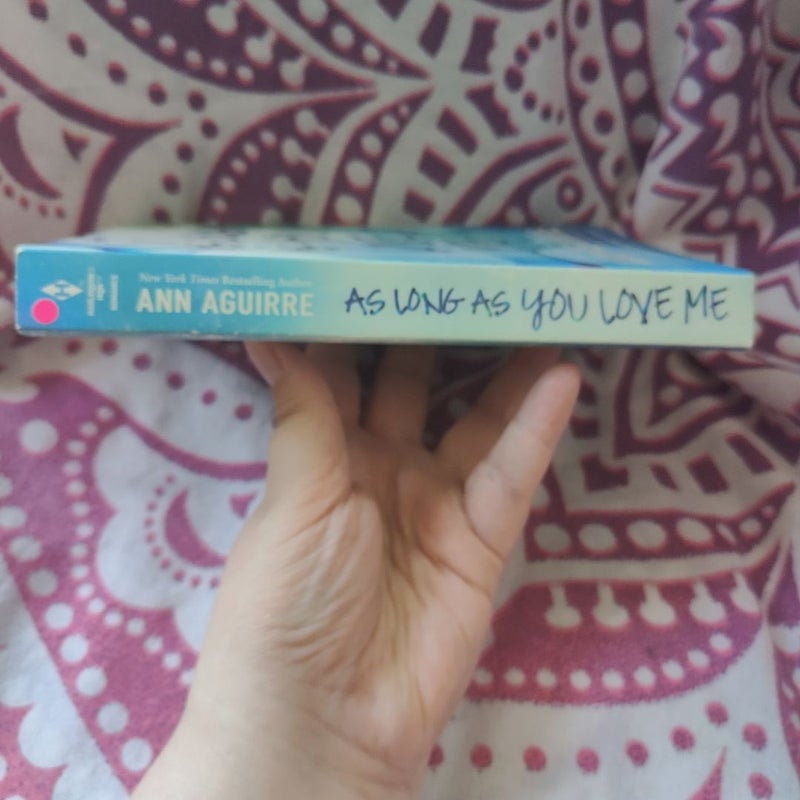 New York Times Bestselling Author
ANN AGUIRRE
AS LONG AS YOU LOVE ME